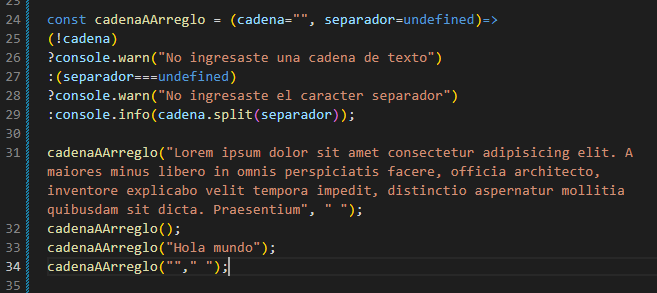 23
24 const cadenaAArreglo = (cadena="", separador=undefined)=>
25 (!cadena)
26 ?console.warn("No ingresaste una cadena de texto")
27 :(separador===undefined)
28 ?console.warn("No ingresaste el caracter separador")
29 :console.info(cadena.split(separador));
30
31 cadenaAArreglo("Lorem ipsum dolor sit amet consectetur adipisicing elit. A
maiores minus libero in omnis perspiciatis facere, officia architecto,
inventore explicabo velit tempora impedit, distinctio aspernatur mollitia
quibusdam sit dicta. Praesentium", " ");
32 cadenaAArreglo();
33 cadenaAArreglo("Hola mundo");
34 cadenaAArreglo(""," ");
35